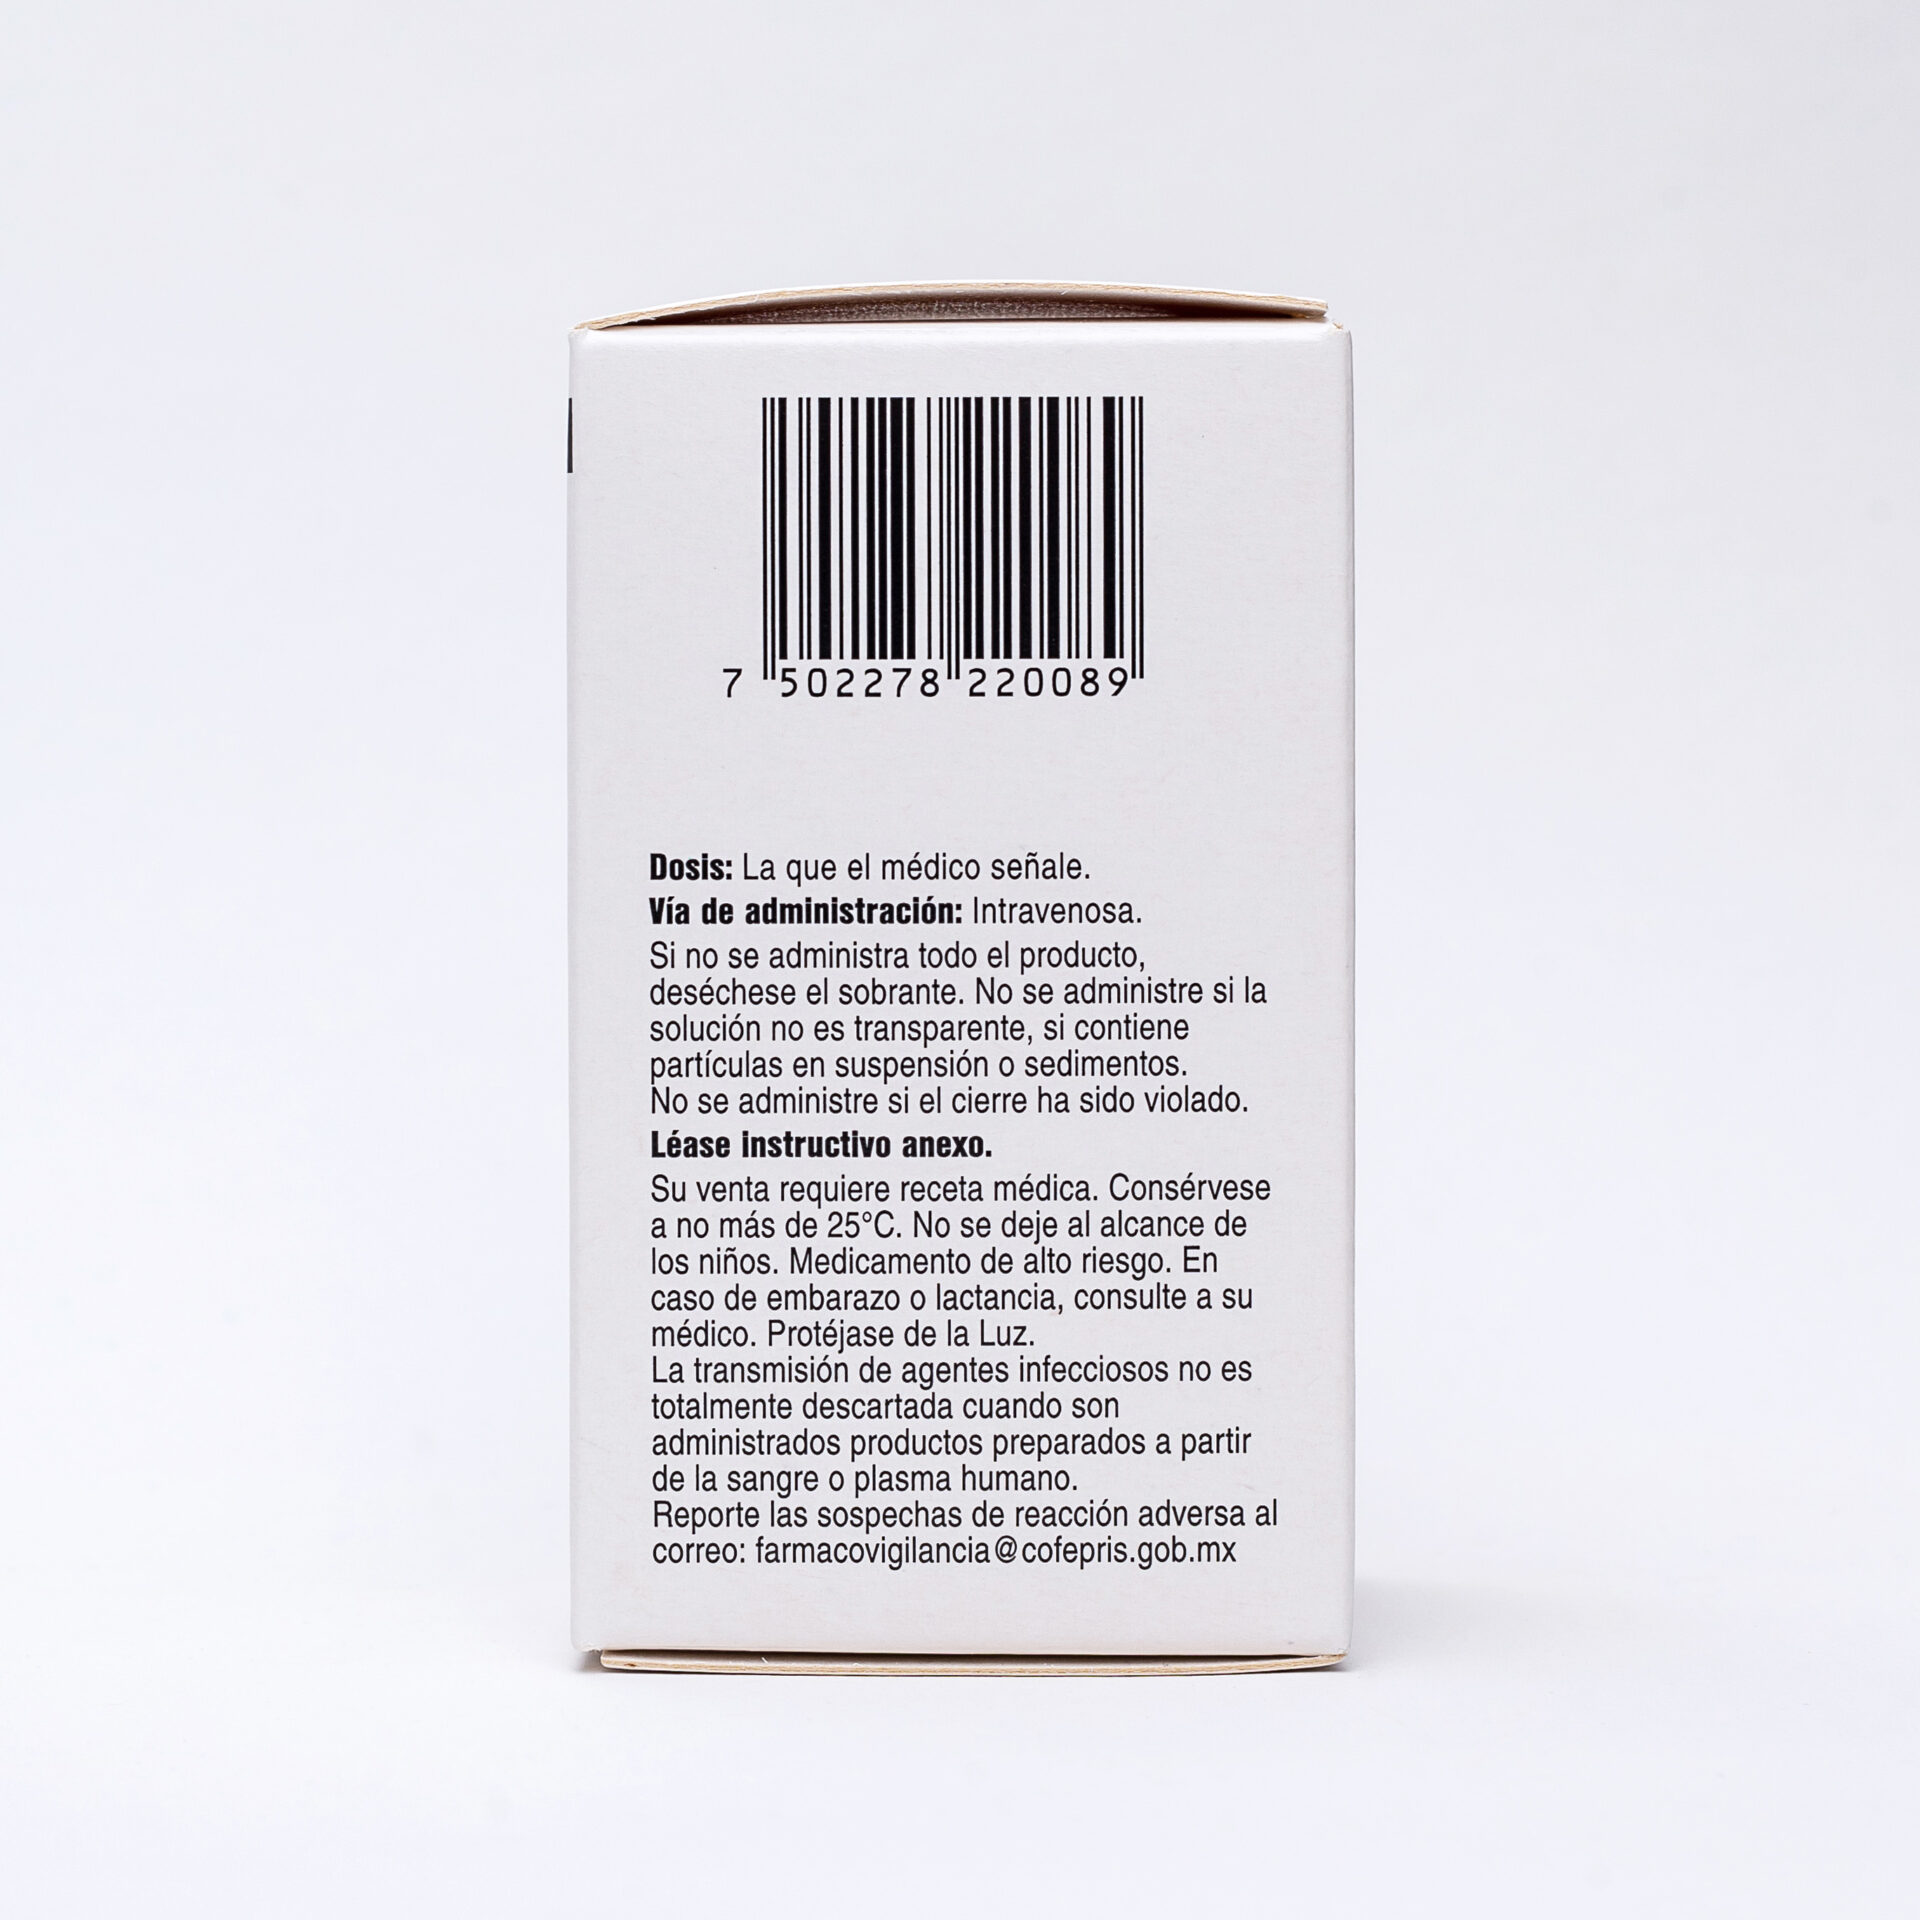 7 502278 220089
Dosis: La que el médico señale.
Vía de administración: Intravenosa.
Si no se administra todo el producto,
deséchese el sobrante. No se administre si la
solución no es transparente, si contiene
partículas en suspensión o sedimentos.
No se administre si el cierre ha sido violado.
Léase instructivo anexo.
Su venta requiere receta médica. Consérvese
a no más de 25°C. No se deje al alcance de
los niños. Medicamento de alto riesgo. En
caso de embarazo o lactancia, consulte a su
médico. Protéjase de la Luz.
La transmisión de agentes infecciosos no es
totalmente descartada cuando son
administrados productos preparados a partir
de la sangre o plasma humano.
Reporte las sospechas de reacción adversa al
correo: farmacovigilancia@cofepris.gob.mx